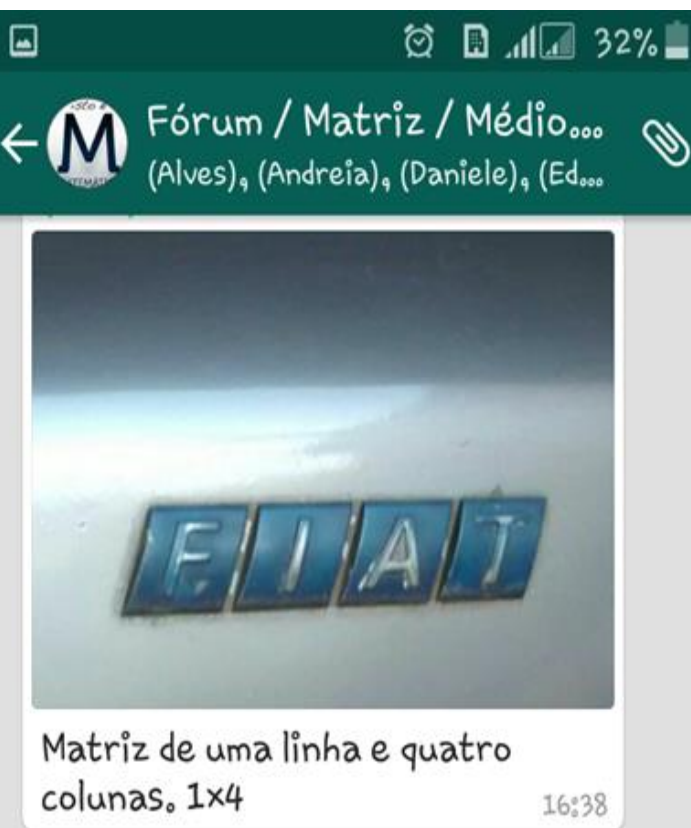 32%
Fórum / Matriz / Médio...
(Alves), (Andreia), (Daniele), (Ed...
M
FIAT
Matriz de uma linha e quatro
colunas. 1x4
16:38